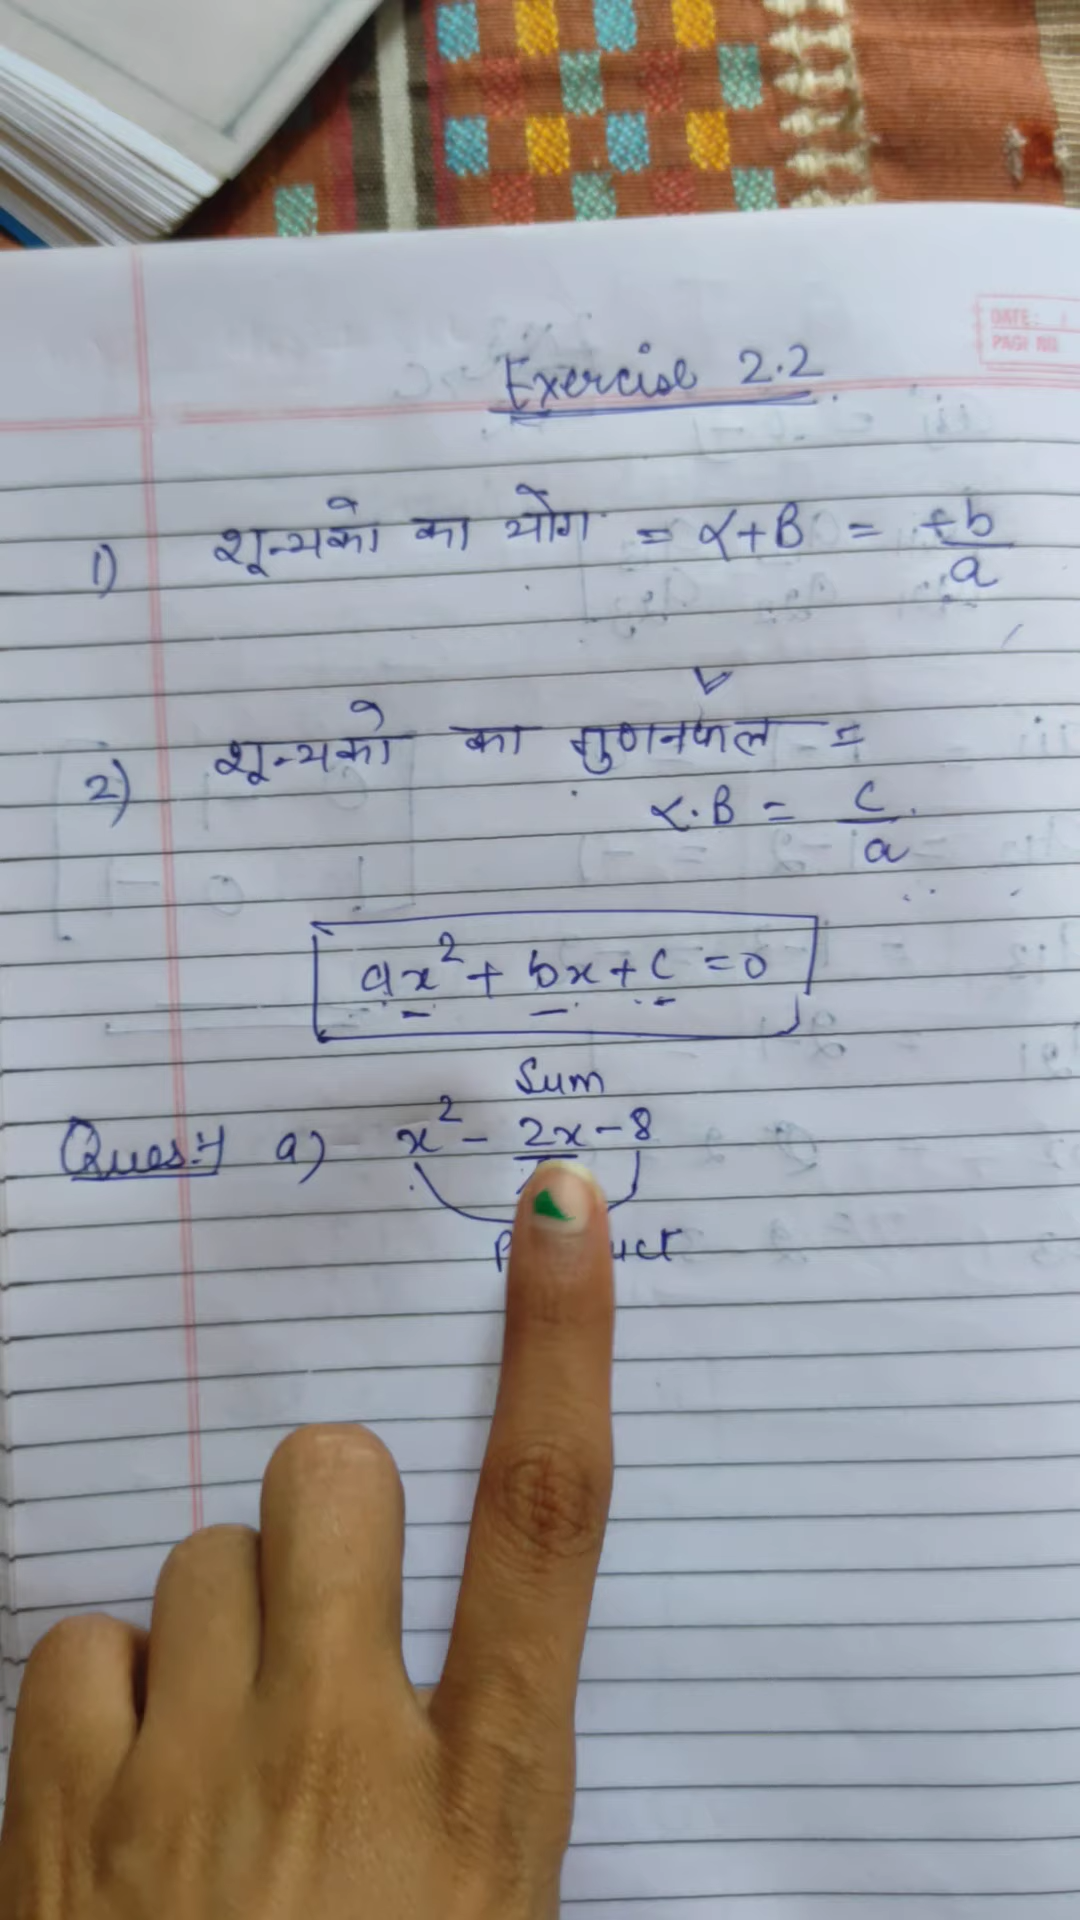 DATE:
PAGE NO.
Exercise 2.2
1) शून्यको का योग = α+B = -b/a
2) शून्यको का गुणनफल =
α.B = c/a
ax²+bx+c=0
Sum
Ques:1 a) x²-2x-8